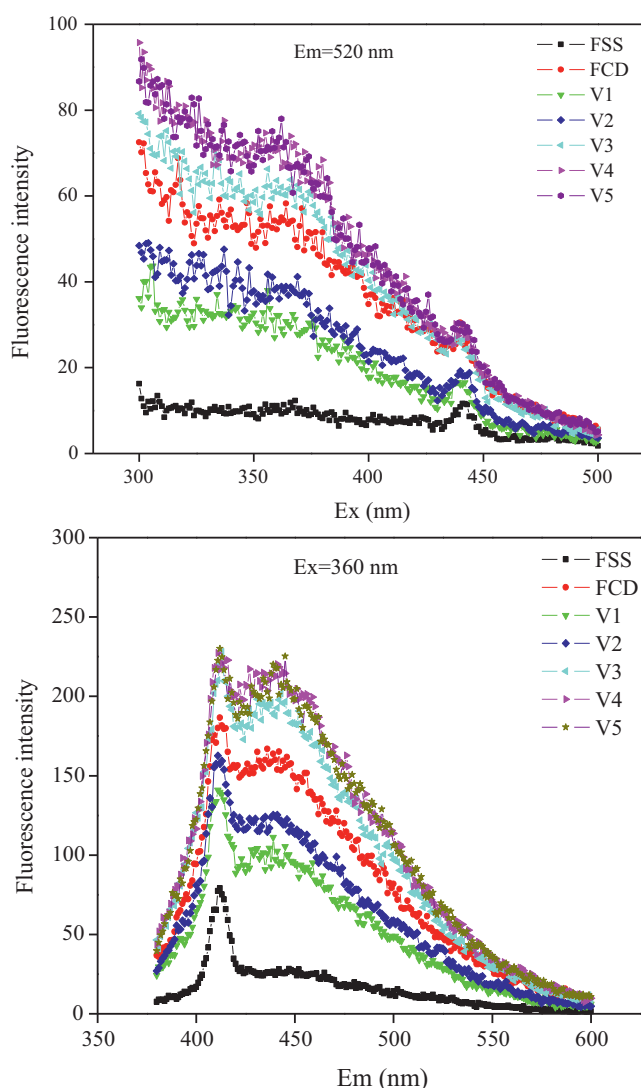 100
80
60
40
20
0
Fluorescence intensity
Em=520 nm
FSS
FCD
V1
V2
V3
V4
V5
300 350 400 450 500
Ex (nm)
300
250
200
150
100
50
0
Fluorescence intensity
Ex=360 nm
FSS
FCD
V1
V2
V3
V4
V5
350 400 450 500 550 600
Em (nm)